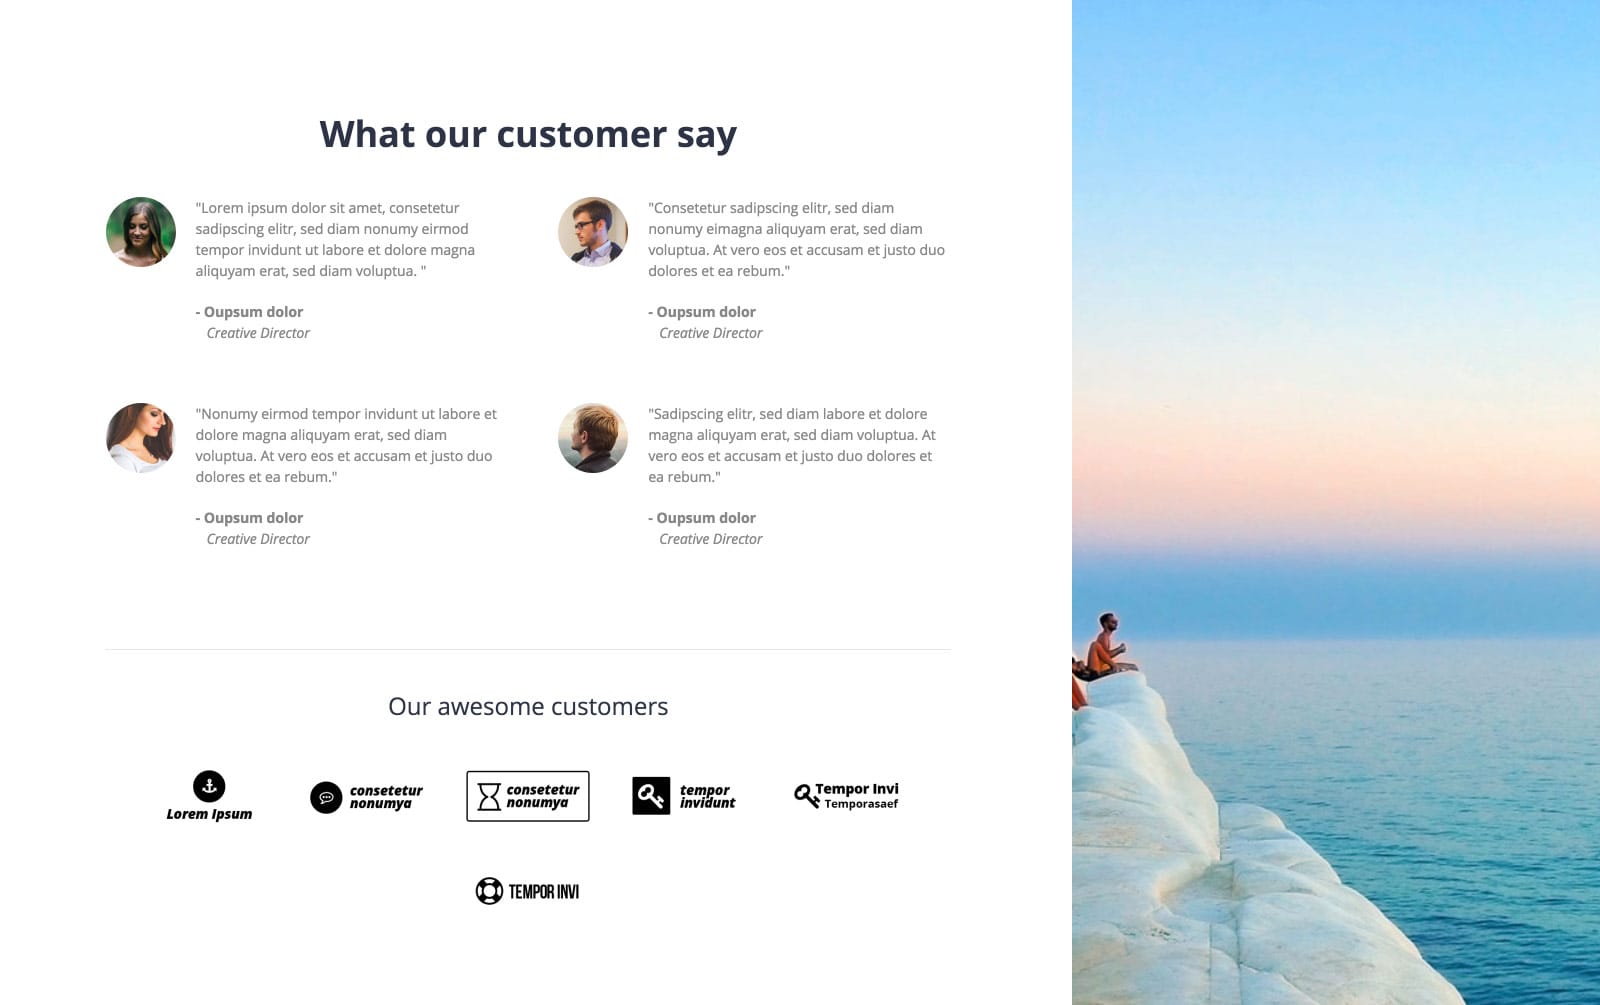 What our customer say
"Lorem ipsum dolor sit amet, consetetur
sadipscing elitr, sed diam nonumy eirmod
tempor invidunt ut labore et dolore magna
aliquyam erat, sed diam voluptua. "
- Oupsum dolor
Creative Director
"Consetetur sadipscing elitr, sed diam
nonumy eimagna aliquyam erat, sed diam
voluptua. At vero eos et accusam et justo duo
dolores et ea rebum."
- Oupsum dolor
Creative Director
"Nonumy eirmod tempor invidunt ut labore et
dolore magna aliquyam erat, sed diam
voluptua. At vero eos et accusam et justo duo
dolores et ea rebum."
- Oupsum dolor
Creative Director
"Sadipscing elitr, sed diam labore et dolore
magna aliquyam erat, sed diam voluptua. At
vero eos et accusam et justo duo dolores et
ea rebum."
- Oupsum dolor
Creative Director
Our awesome customers
Lorem Ipsum
consetetur
nonumya
consetetur
nonumya
tempor
invidunt
Tempor Invi
Temporasaef
TEMPOR INVI